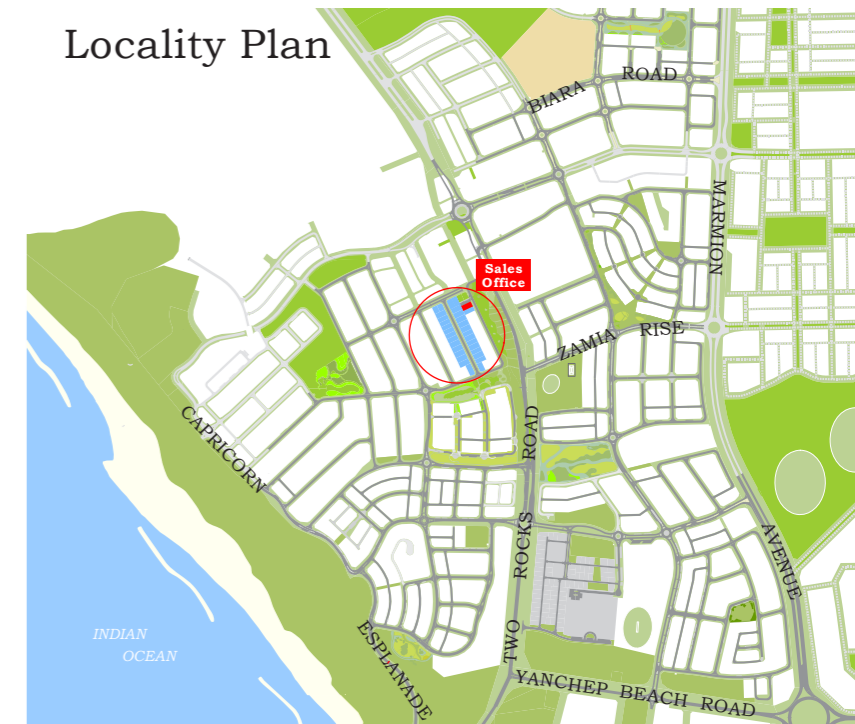 Locality Plan
BIARA ROAD
MARMION
Sales
Office
ZAMIA RISE
CAPRICORN
ROAD
ROCKS
AVENUE
INDIAN
OCEAN
ESPLANADE
TWO
YANCHEP BEACH ROAD